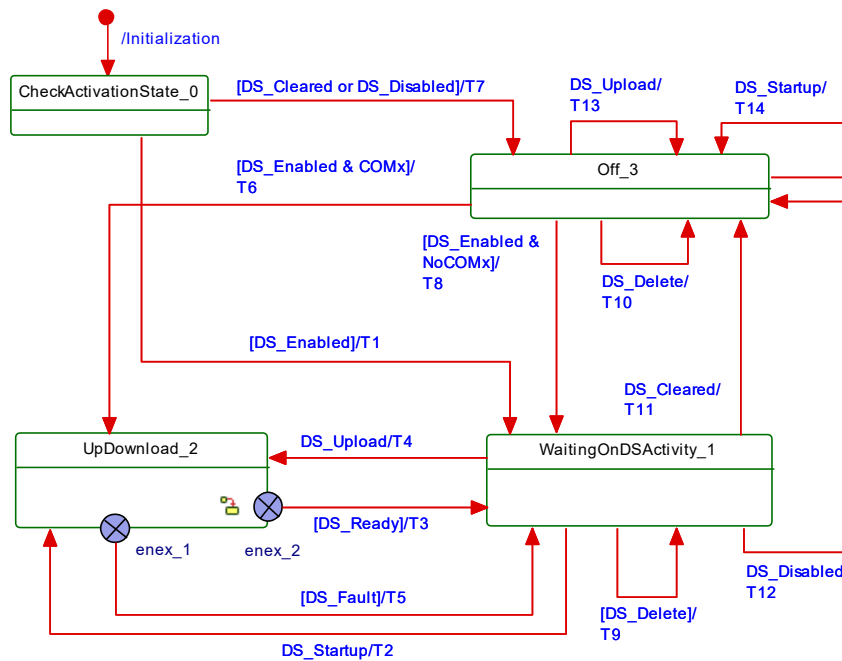 /Initialization
CheckActivationState_0
[DS_Cleared or DS_Disabled]/T7
DS_Upload/
T13
DS_Startup/
T14
[DS_Enabled & COMx]/
T6
Off_3
[DS_Enabled &
NoCOMx]/
T8
DS_Delete/
T10
[DS_Enabled]/T1
DS_Cleared/
T11
UpDownload_2
DS_Upload/T4
WaitingOnDSActivity_1
[DS_Ready]/T3
enex_1
enex_2
[DS_Fault]/T5
[DS_Delete]/
T9
DS_Disabled
T12
DS_Startup/T2